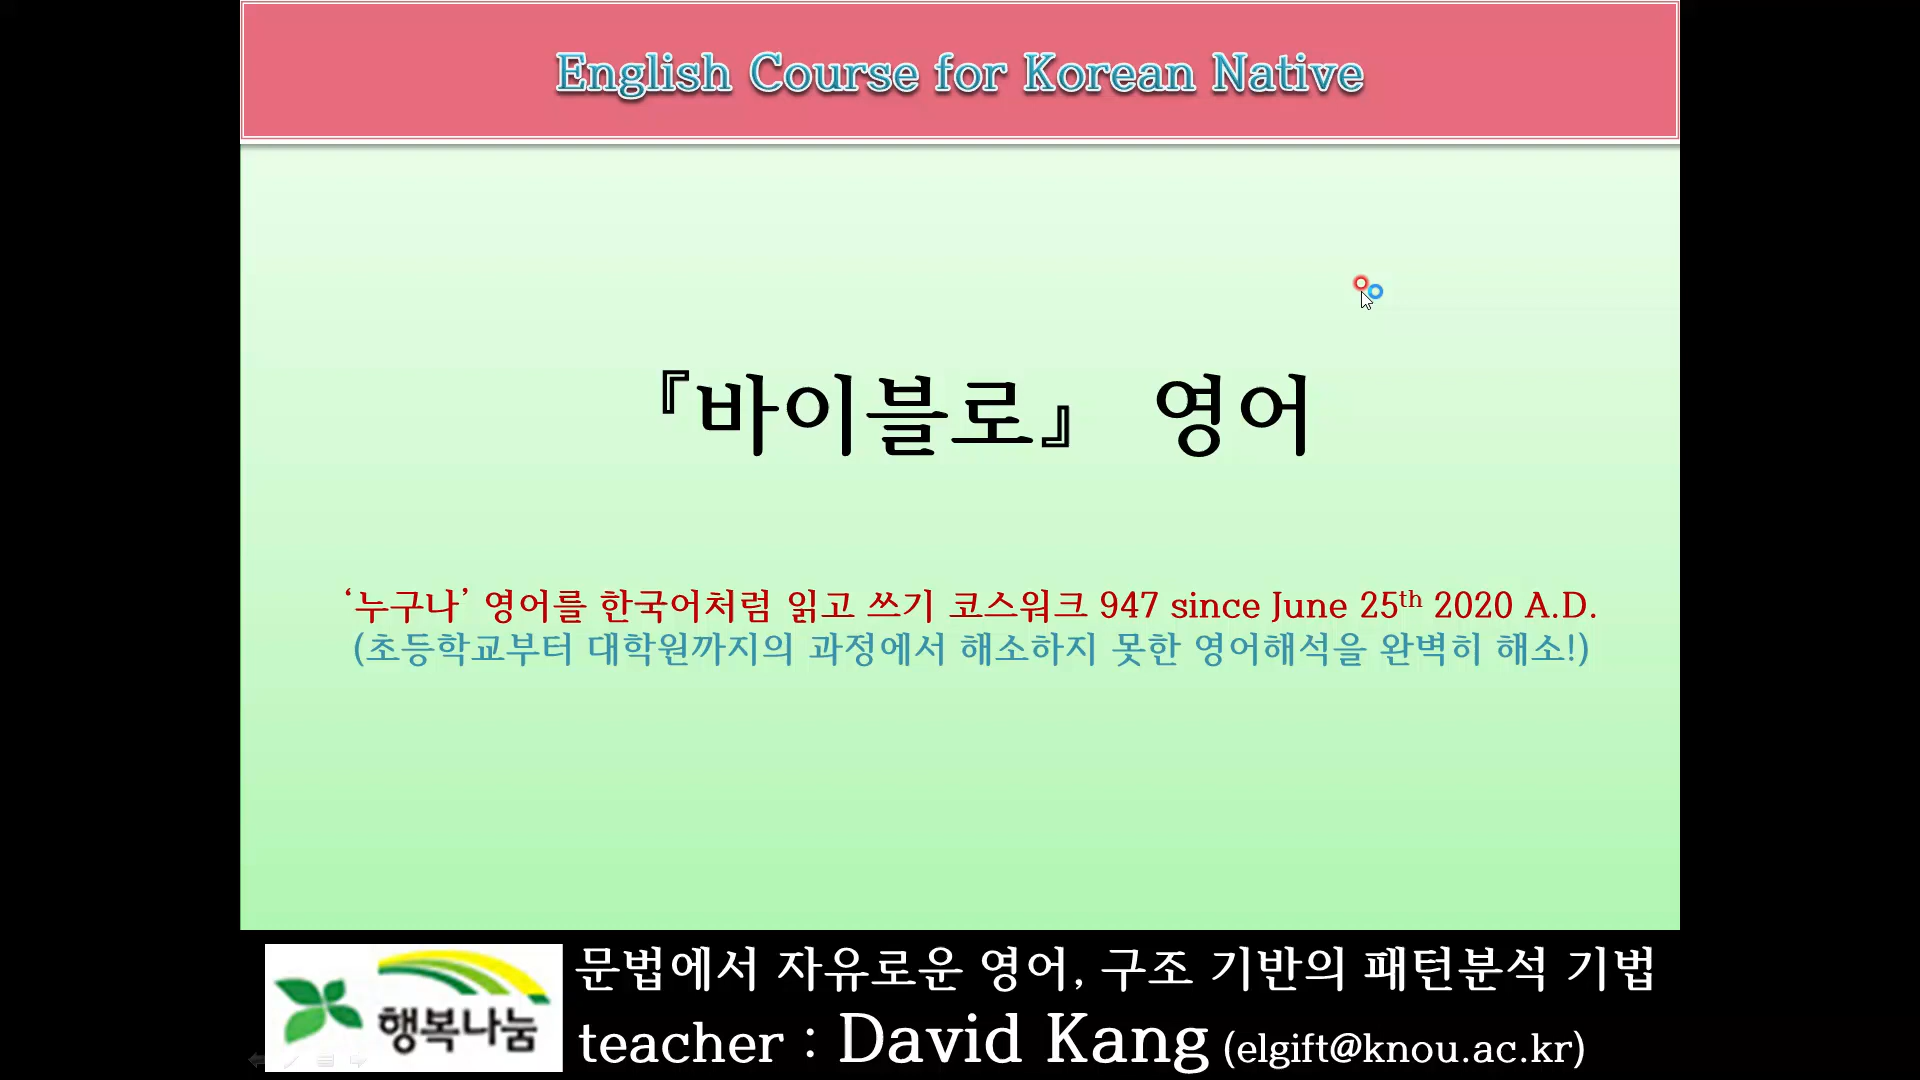 English Course for Korean Native
『바이블로』 영어
‘누구나’ 영어를 한국어처럼 읽고 쓰기 코스워크 947 since June 25th 2020 A.D.
(초등학교부터 대학원까지의 과정에서 해소하지 못한 영어해석을 완벽히 해소!)
행복나눔
문법에서 자유로운 영어, 구조 기반의 패턴분석 기법
teacher : David Kang (elgift@knou.ac.kr)